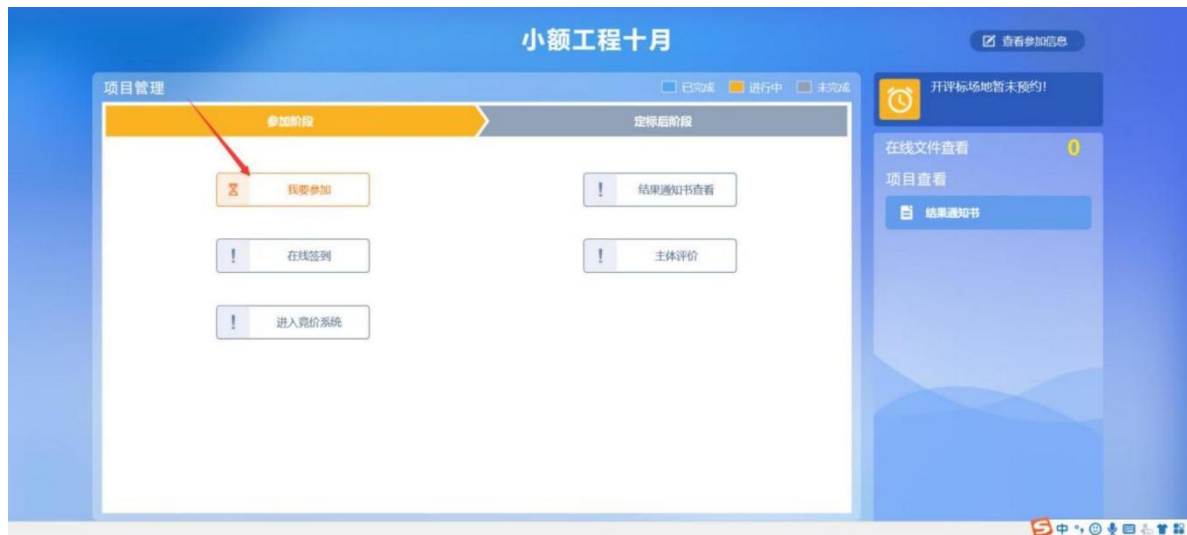 小额工程十月
查看参加信息
项目管理
已完成 进行中 未完成
参加阶段
定标后阶段
! 我要参加
! 结果通知书查看
! 在线签到
! 主体评价
! 进入竞价系统
开评标场地暂未预约!
在线文件查看 0
项目查看
结果通知书
中